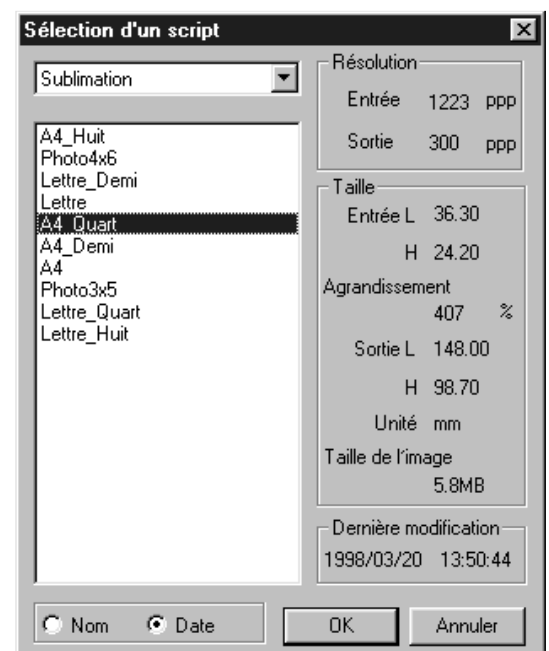 Sélection d'un script
Sublimation
A4_Huit
Photo4x6
Lettre_Demi
Lettre
A4_Quart
A4_Demi
A4
Photo3x5
Lettre_Quart
Lettre_Huit
Nom
Date
Résolution
Entrée 1223 ppp
Sortie 300 ppp
Taille
Entrée L 36.30
H 24.20
Agrandissement
407 %
Sortie L 148.00
H 98.70
Unité mm
Taille de l'image
5.8MB
Dernière modification
1998/03/20 13:50:44
OK
Annuler